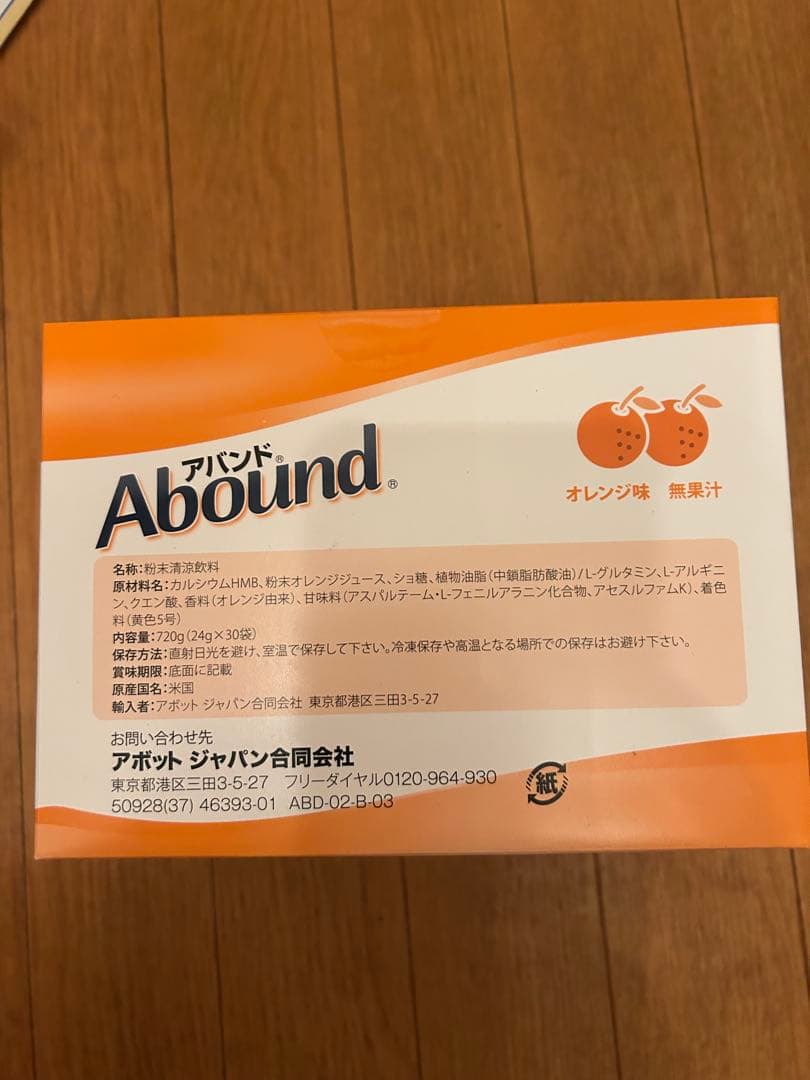 アバンド®
Abound®
オレンジ味 無果汁
名称:粉末清涼飲料
原材料名:カルシウムHMB、粉末オレンジジュース、ショ糖、植物油脂(中鎖脂肪酸油)/L-グルタミン、L-アルギニ
ン、クエン酸、香料(オレンジ由来)、甘味料(アスパルテーム・L-フェニルアラニン化合物、アセスルファムK)、着色
料(黄色5号)
内容量:720g(24g×30袋)
保存方法:直射日光を避け、室温で保存して下さい。冷凍保存や高温となる場所での保存はお避け下さい。
賞味期限:底面に記載
原産国名:米国
輸入者:アボット ジャパン合同会社 東京都港区三田3-5-27
お問い合わせ先
アボット ジャパン合同会社
東京都港区三田3-5-27 フリーダイヤル0120-964-930
50928(37) 46393-01 ABD-02-B-03
紙